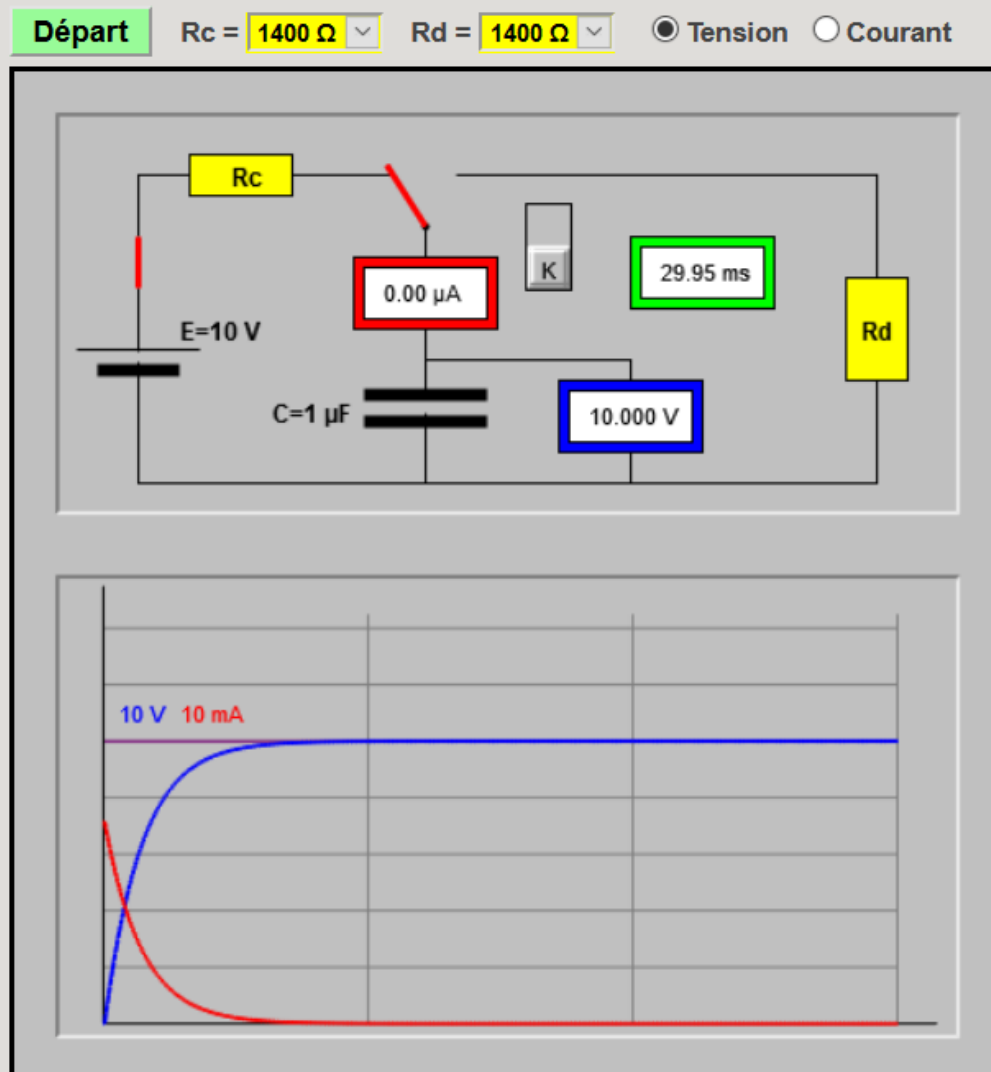 Départ Rc = 1400 Ω Rd = 1400 Ω Tension Courant
Rc
K
29.95 ms
0.00 µA
E=10 V
Rd
C=1 µF
10.000 V
10 V 10 mA